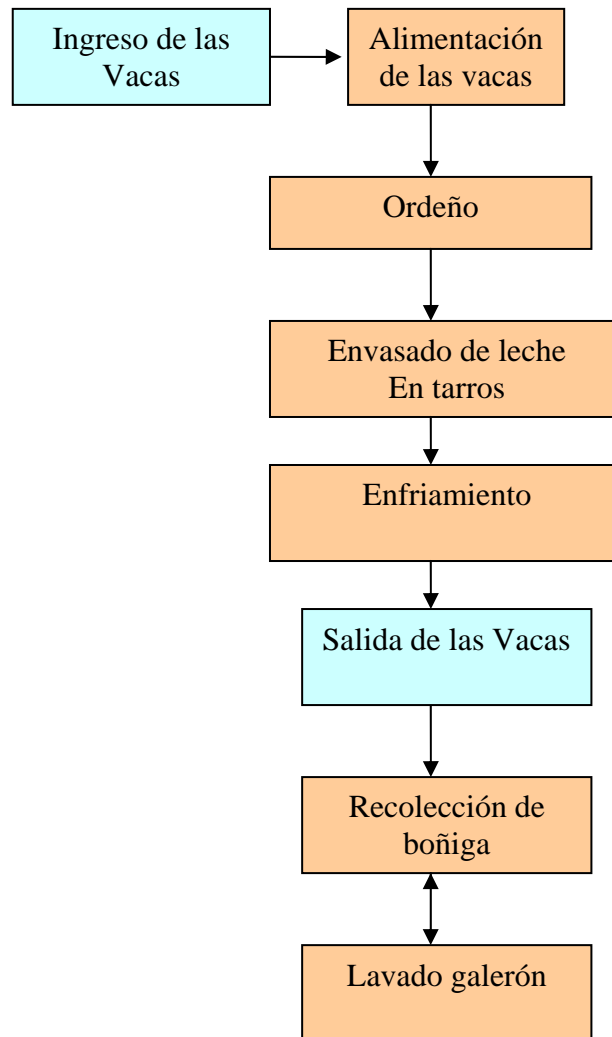 Ingreso de las
Vacas
Alimentación
de las vacas
Ordeño
Envasado de leche
En tarros
Enfriamiento
Salida de las Vacas
Recolección de
boñiga
Lavado galerón